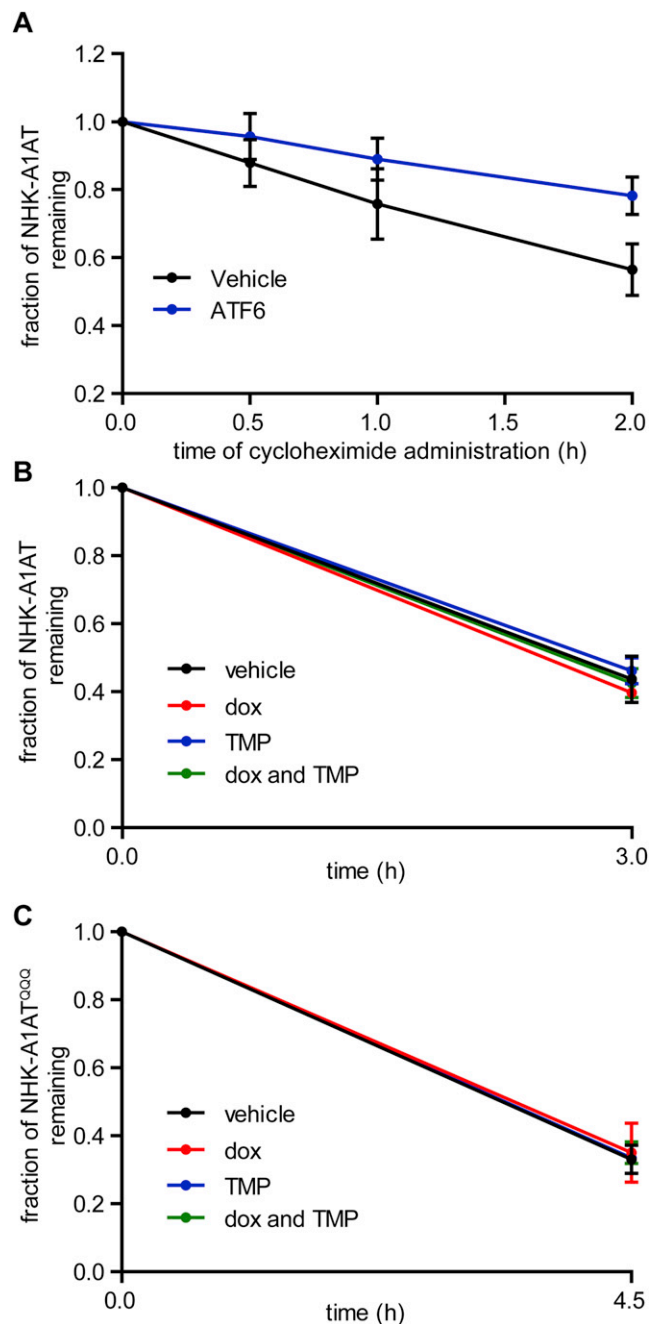 A
1.2
1.0
0.8
0.6
0.4
0.2
fraction of NHK-A1AT
remaining
Vehicle
ATF6
0.0 0.5 1.0 1.5 2.0
time of cycloheximide administration (h)
B
1.0
0.8
0.6
0.4
0.2
0.0
fraction of NHK-A1AT
remaining
vehicle
dox
TMP
dox and TMP
0.0 3.0
time (h)
C
1.0
0.8
0.6
0.4
0.2
0.0
fraction of NHK-A1AT^QQQ
remaining
vehicle
dox
TMP
dox and TMP
0.0 4.5
time (h)